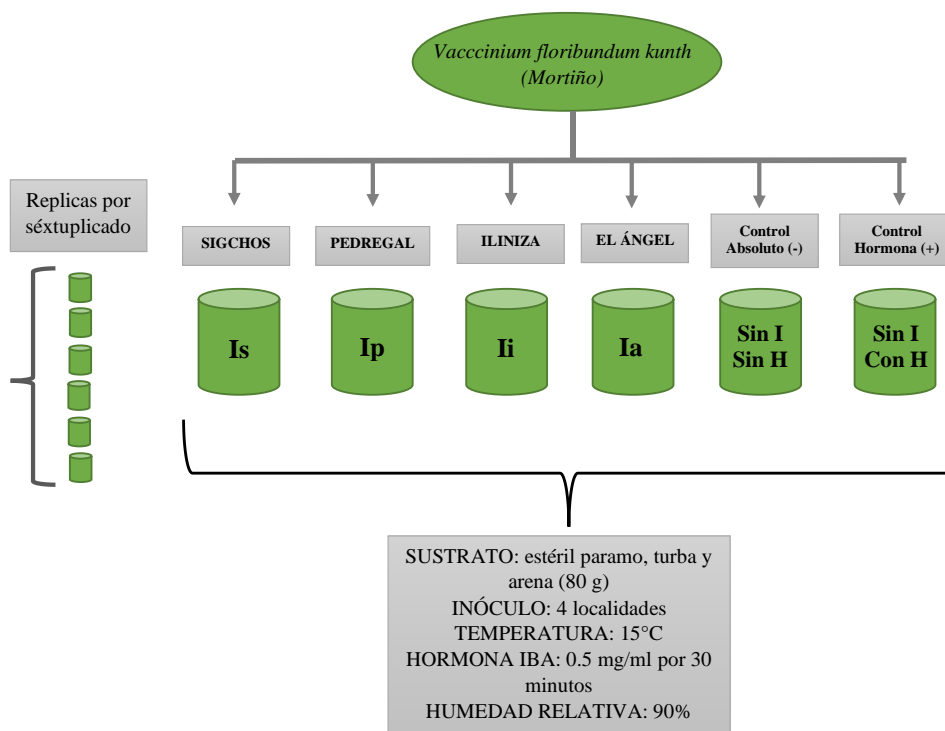 Vacccinium floribundum kunth
(Mortiño)
Replicas por
séxtuplicado
SIGCHOS
PEDREGAL
ILINIZA
EL ÁNGEL
Control
Absoluto (-)
Control
Hormona (+)
Is
Ip
Ii
Ia
Sin I
Sin H
Sin I
Con H
SUSTRATO: estéril paramo, turba y
arena (80 g)
INÓCULO: 4 localidades
TEMPERATURA: 15°C
HORMONA IBA: 0.5 mg/ml por 30
minutos
HUMEDAD RELATIVA: 90%